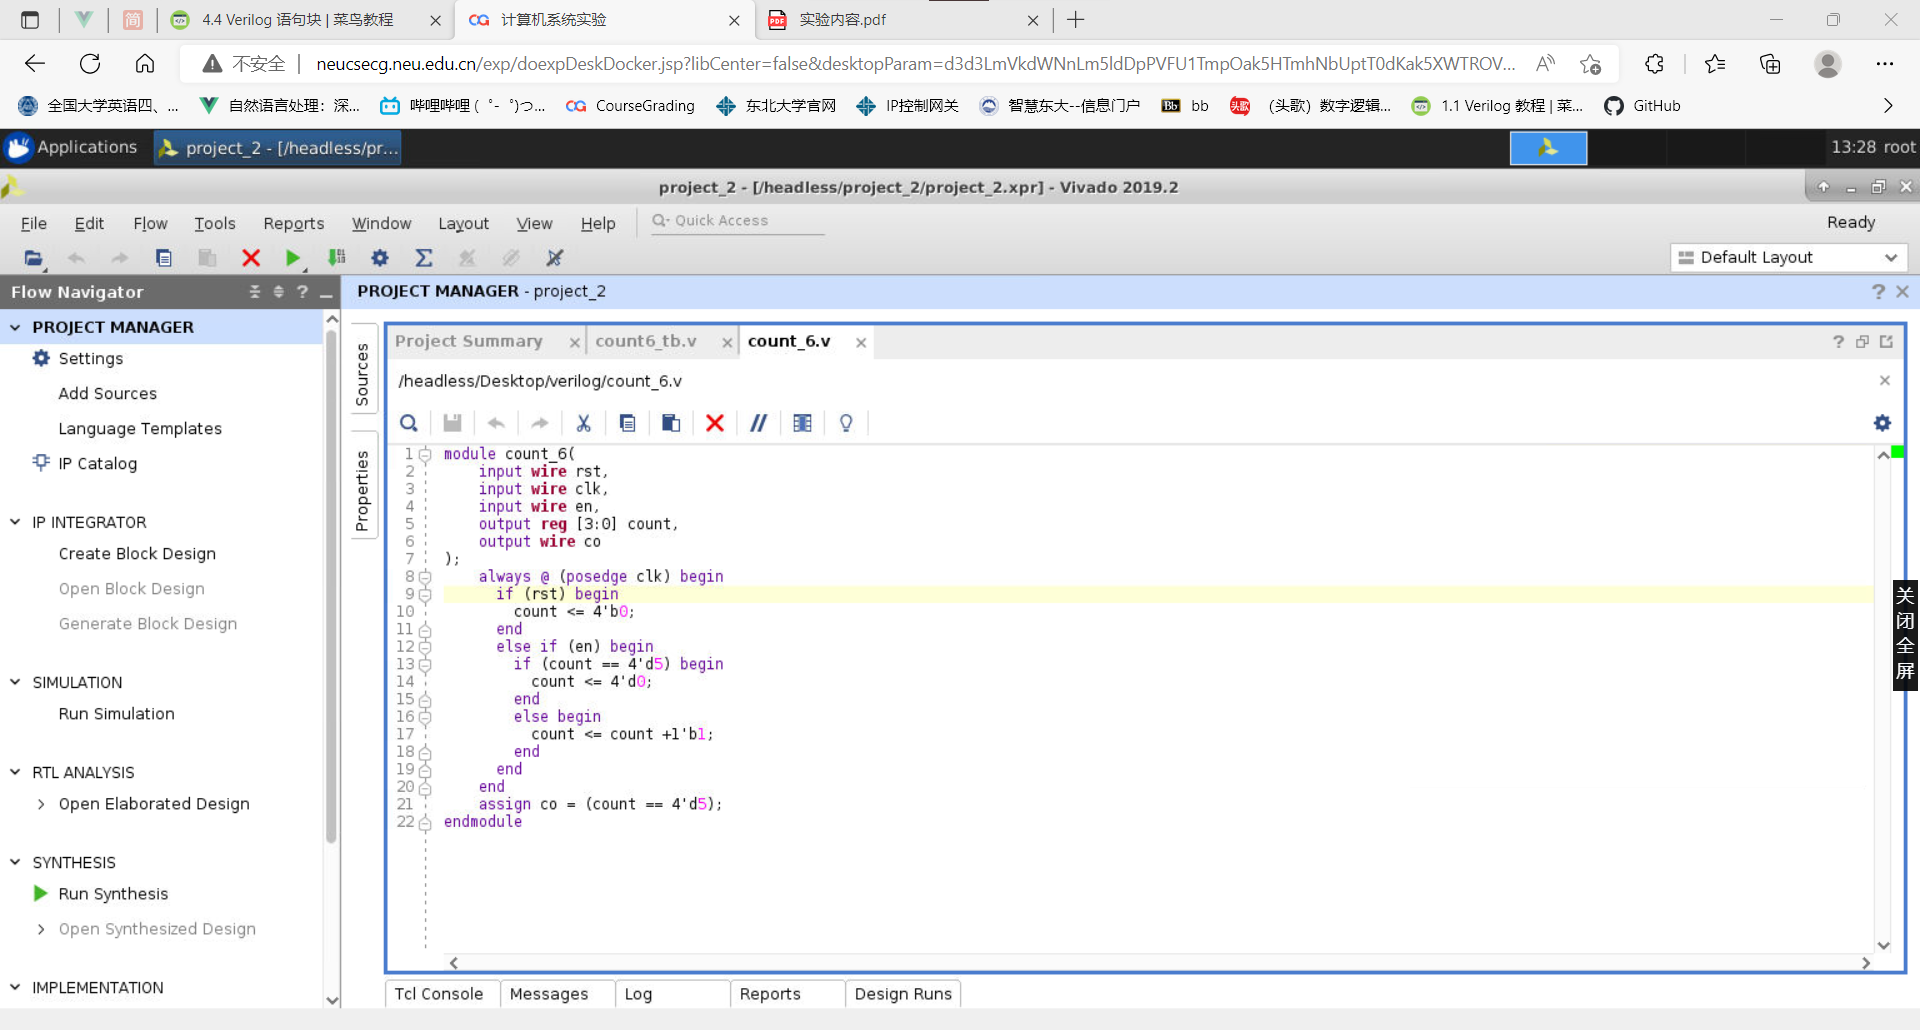 4.4 Verilog 语句块 | 菜鸟教程
计算机系统实验
实验内容.pdf
不安全
neucsecg.neu.edu.cn/exp/doexpDeskDocker.jsp?libCenter=false&desktopParam=d3d3LmVkdWNnLm5ldDpPVFU1TmpOak5HTmhNbUptT0dKak5XWTROV...
全国大学英语四、...
自然语言处理：深...
哔哩哔哩 ( ゜- ゜)つ...
CourseGrading
东北大学官网
IP控制网关
智慧东大--信息门户
bb
（头歌）数字逻辑...
1.1 Verilog 教程 | 菜...
GitHub
Applications
project_2 - [/headless/pr...
13:28 root
project_2 - [/headless/project_2/project_2.xpr] - Vivado 2019.2
File Edit Flow Tools Reports Window Layout View Help
Quick Access
Ready
Default Layout
Flow Navigator
PROJECT MANAGER - project_2
PROJECT MANAGER
Settings
Add Sources
Language Templates
IP Catalog
IP INTEGRATOR
Create Block Design
Open Block Design
Generate Block Design
SIMULATION
Run Simulation
RTL ANALYSIS
Open Elaborated Design
SYNTHESIS
Run Synthesis
Open Synthesized Design
IMPLEMENTATION
Sources
Properties
Project Summary
count6_tb.v
count_6.v
/headless/Desktop/verilog/count_6.v
1 module count_6(
2 input wire rst,
3 input wire clk,
4 input wire en,
5 output reg [3:0] count,
6 output wire co
7 );
8 always @ (posedge clk) begin
9 if (rst) begin
10 count <= 4'b0;
11 end
12 else if (en) begin
13 if (count == 4'd5) begin
14 count <= 4'd0;
15 end
16 else begin
17 count <= count +1'b1;
18 end
19 end
20 end
21 assign co = (count == 4'd5);
22 endmodule
关闭全屏
Tcl Console
Messages
Log
Reports
Design Runs